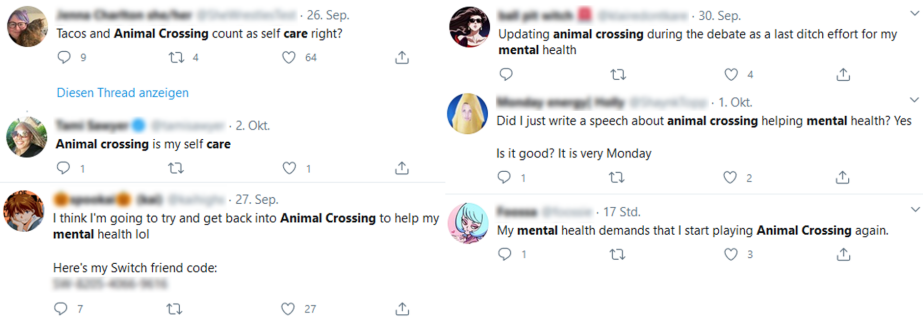 · 26. Sep.
Tacos and Animal Crossing count as self care right?
9 4 64
Diesen Thread anzeigen
· 2. Okt.
Animal crossing is my self care
1 1
· 27. Sep.
I think I'm going to try and get back into Animal Crossing to help my
mental health lol
Here's my Switch friend code:
7 27
· 30. Sep.
Updating animal crossing during the debate as a last ditch effort for my
mental health
4
· 1. Okt.
Did I just write a speech about animal crossing helping mental health? Yes
Is it good? It is very Monday
1 2
· 17 Std.
My mental health demands that I start playing Animal Crossing again.
1 3